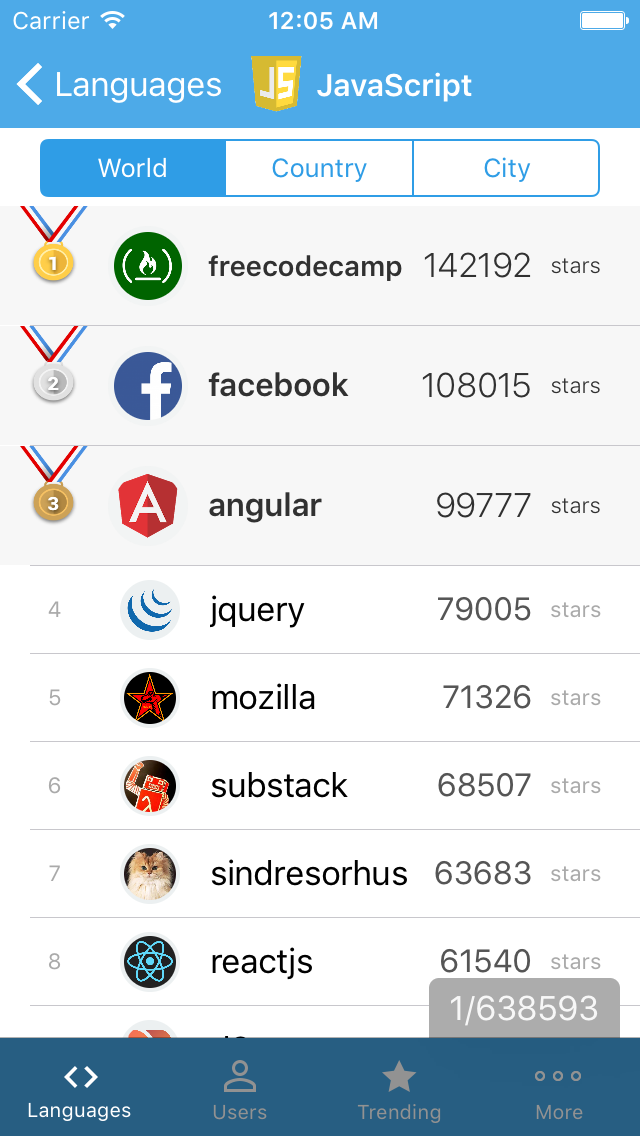 Carrier 12:05 AM
Languages JS JavaScript
World Country City
1 freecodecamp 142192 stars
2 facebook 108015 stars
3 angular 99777 stars
4 jquery 79005 stars
5 mozilla 71326 stars
6 substack 68507 stars
7 sindresorhus 63683 stars
8 reactjs 61540 stars
1/638593
Languages Users Trending More